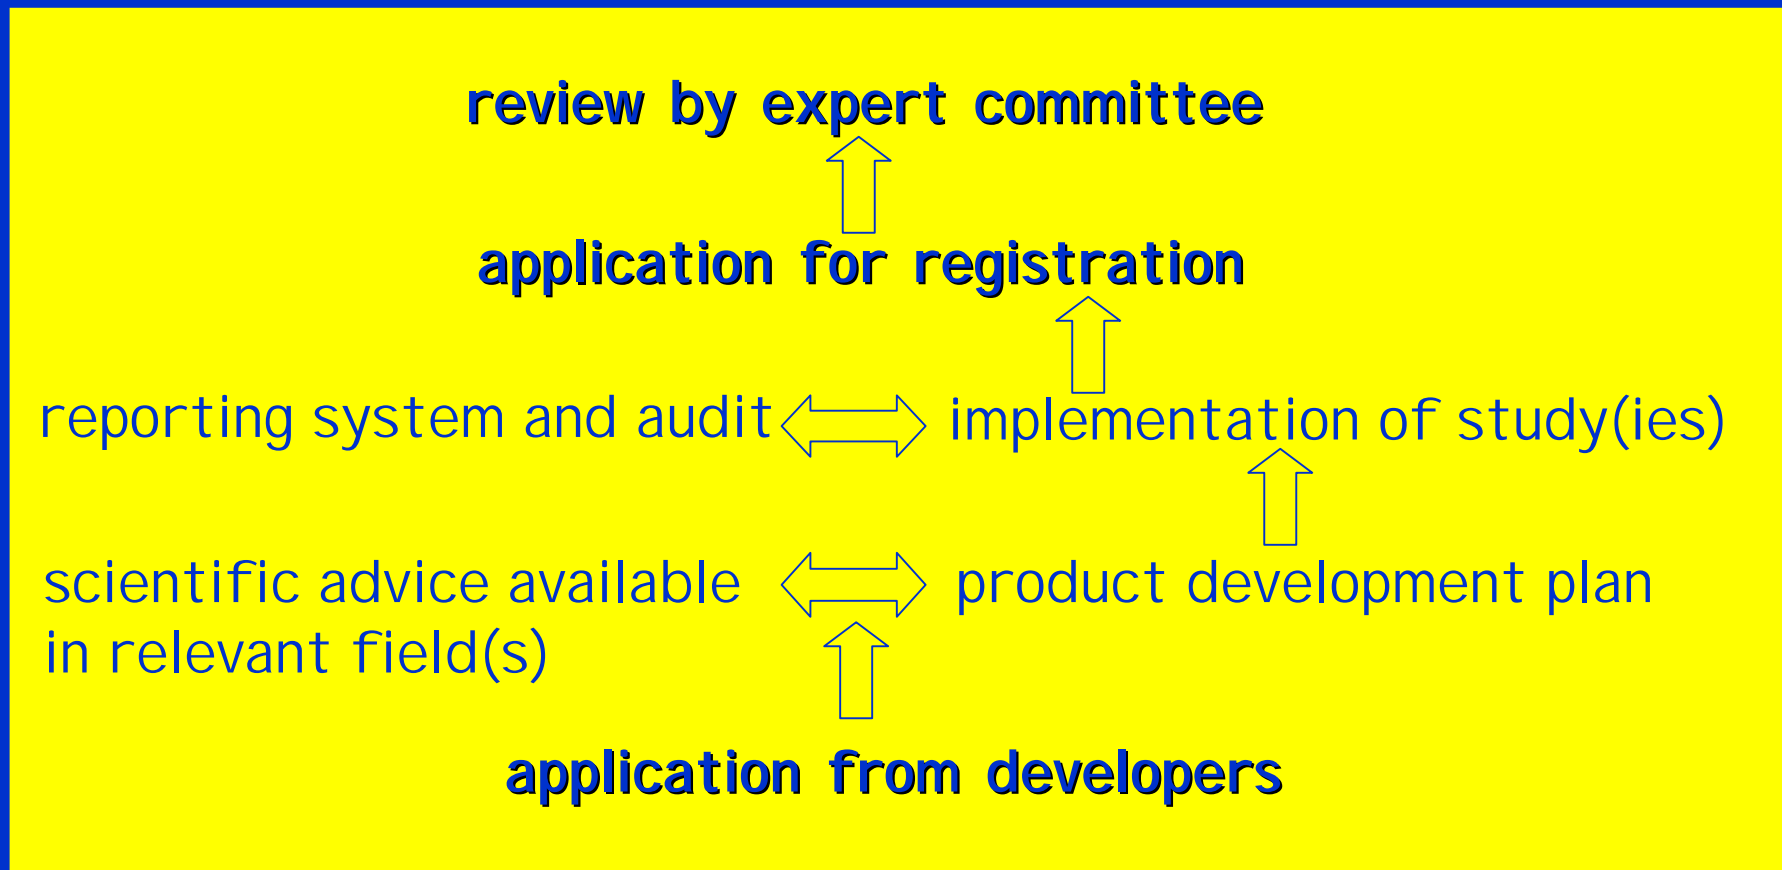 review by expert committee
application for registration
reporting system and audit
implementation of study(ies)
scientific advice available
in relevant field(s)
product development plan
application from developers